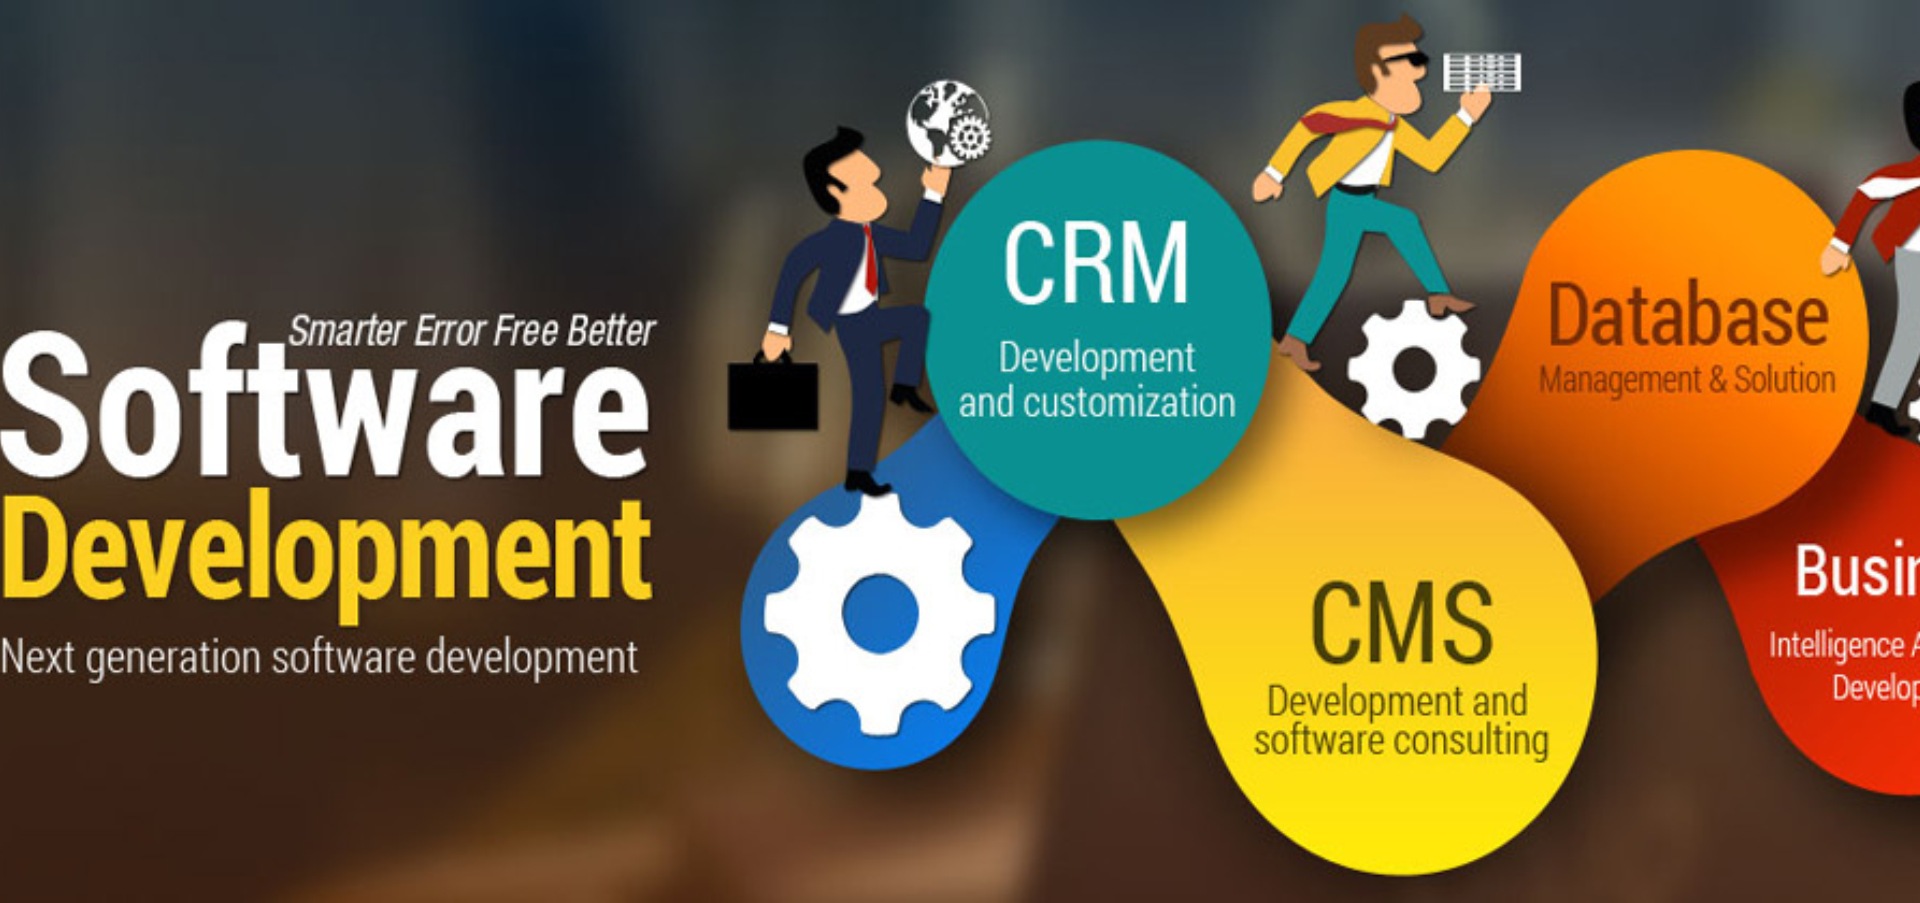 Smarter Error Free Better
Software
Development
Next generation software development
CRM
Development
and customization
CMS
Development and
software consulting
Database
Management & Solution
Intelligence